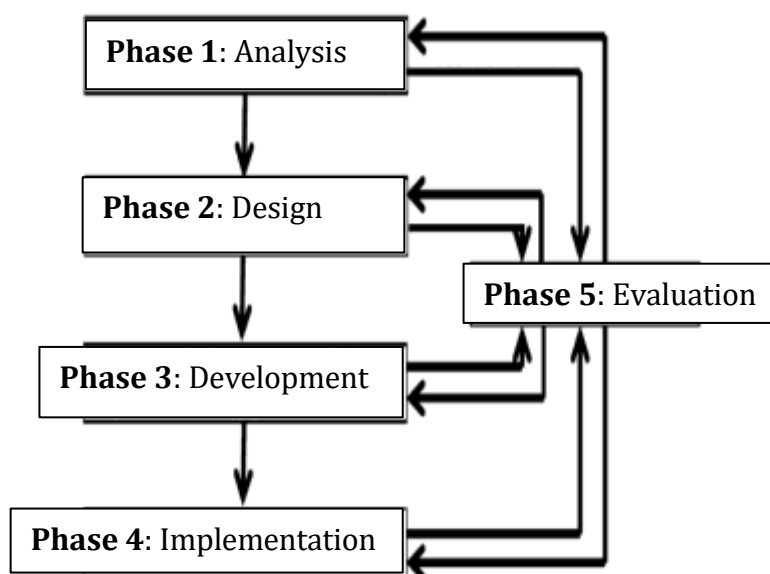 Phase 1: Analysis
Phase 2: Design
Phase 5: Evaluation
Phase 3: Development
Phase 4: Implementation